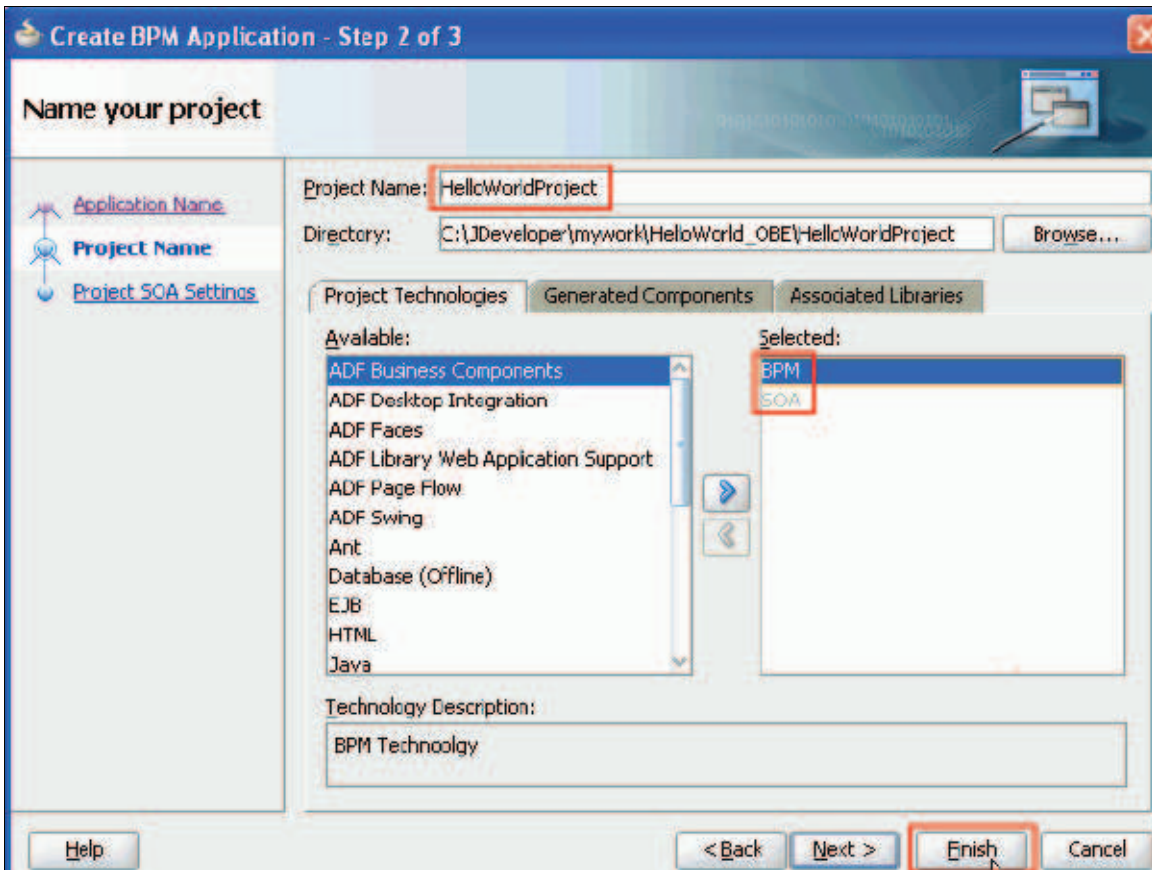 Create BPM Application - Step 2 of 3
Name your project
Application Name
Project Name
Project SOA Settings
Project Name: HelloWorldProject
Directory: C:\JDeveloper\mywork\HelloWorld_OBE\HelloWorldProject Browse...
Project Technologies Generated Components Associated Libraries
Available:
ADF Business Components
ADF Desktop Integration
ADF Faces
ADF Library Web Application Support
ADF Page Flow
ADF Swing
Ant
Database (Offline)
EJB
HTML
Java
Selected:
BPM
SOA
Technology Description:
BPM Technoolgy
Help < Back Next > Finish Cancel